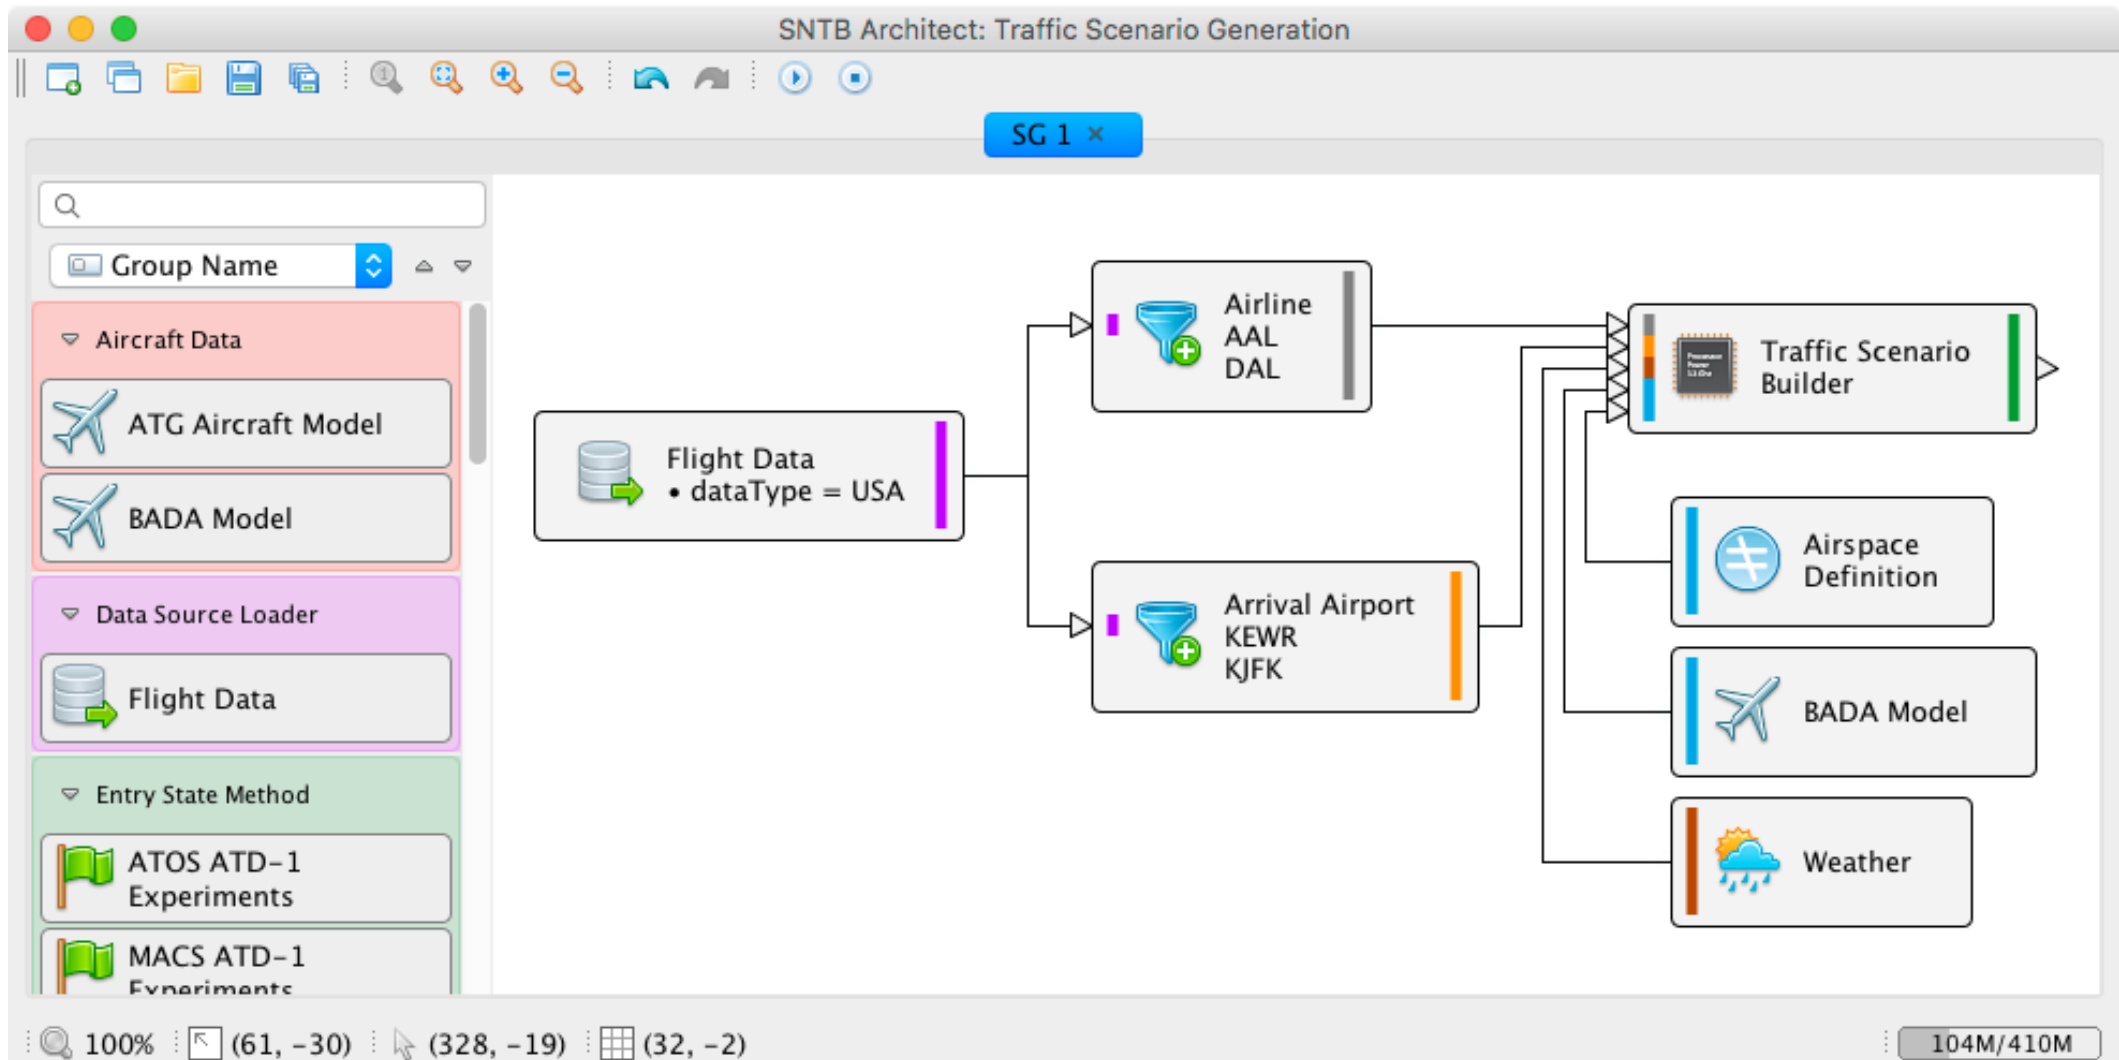 SNTB Architect: Traffic Scenario Generation
SG 1 ×
Group Name
Aircraft Data
ATG Aircraft Model
BADA Model
Data Source Loader
Flight Data
Entry State Method
ATOS ATD-1
Experiments
MACS ATD-1
Experiments
Flight Data
• dataType = USA
Airline
AAL
DAL
Arrival Airport
KEWR
KJFK
Traffic Scenario
Builder
Airspace
Definition
BADA Model
Weather
100%
(61, -30)
(328, -19)
(32, -2)
104M/410M